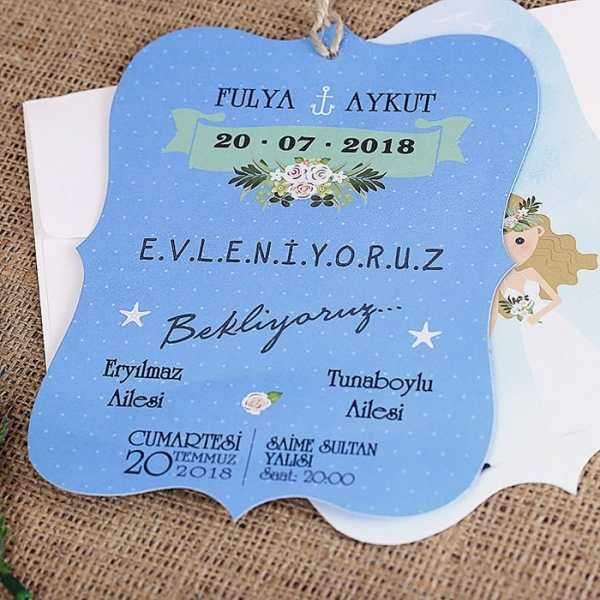 FULYA AYKUT
20 · 07 · 2018
E.V.L.E.N.İ.Y.O.R.U.Z
Bekliyoruz...
Eryılmaz
Ailesi
Tunaboylu
Ailesi
CUMARTESİ
20 TEMMUZ
2018
SAİME SULTAN
YALISI
Saat: 20:00